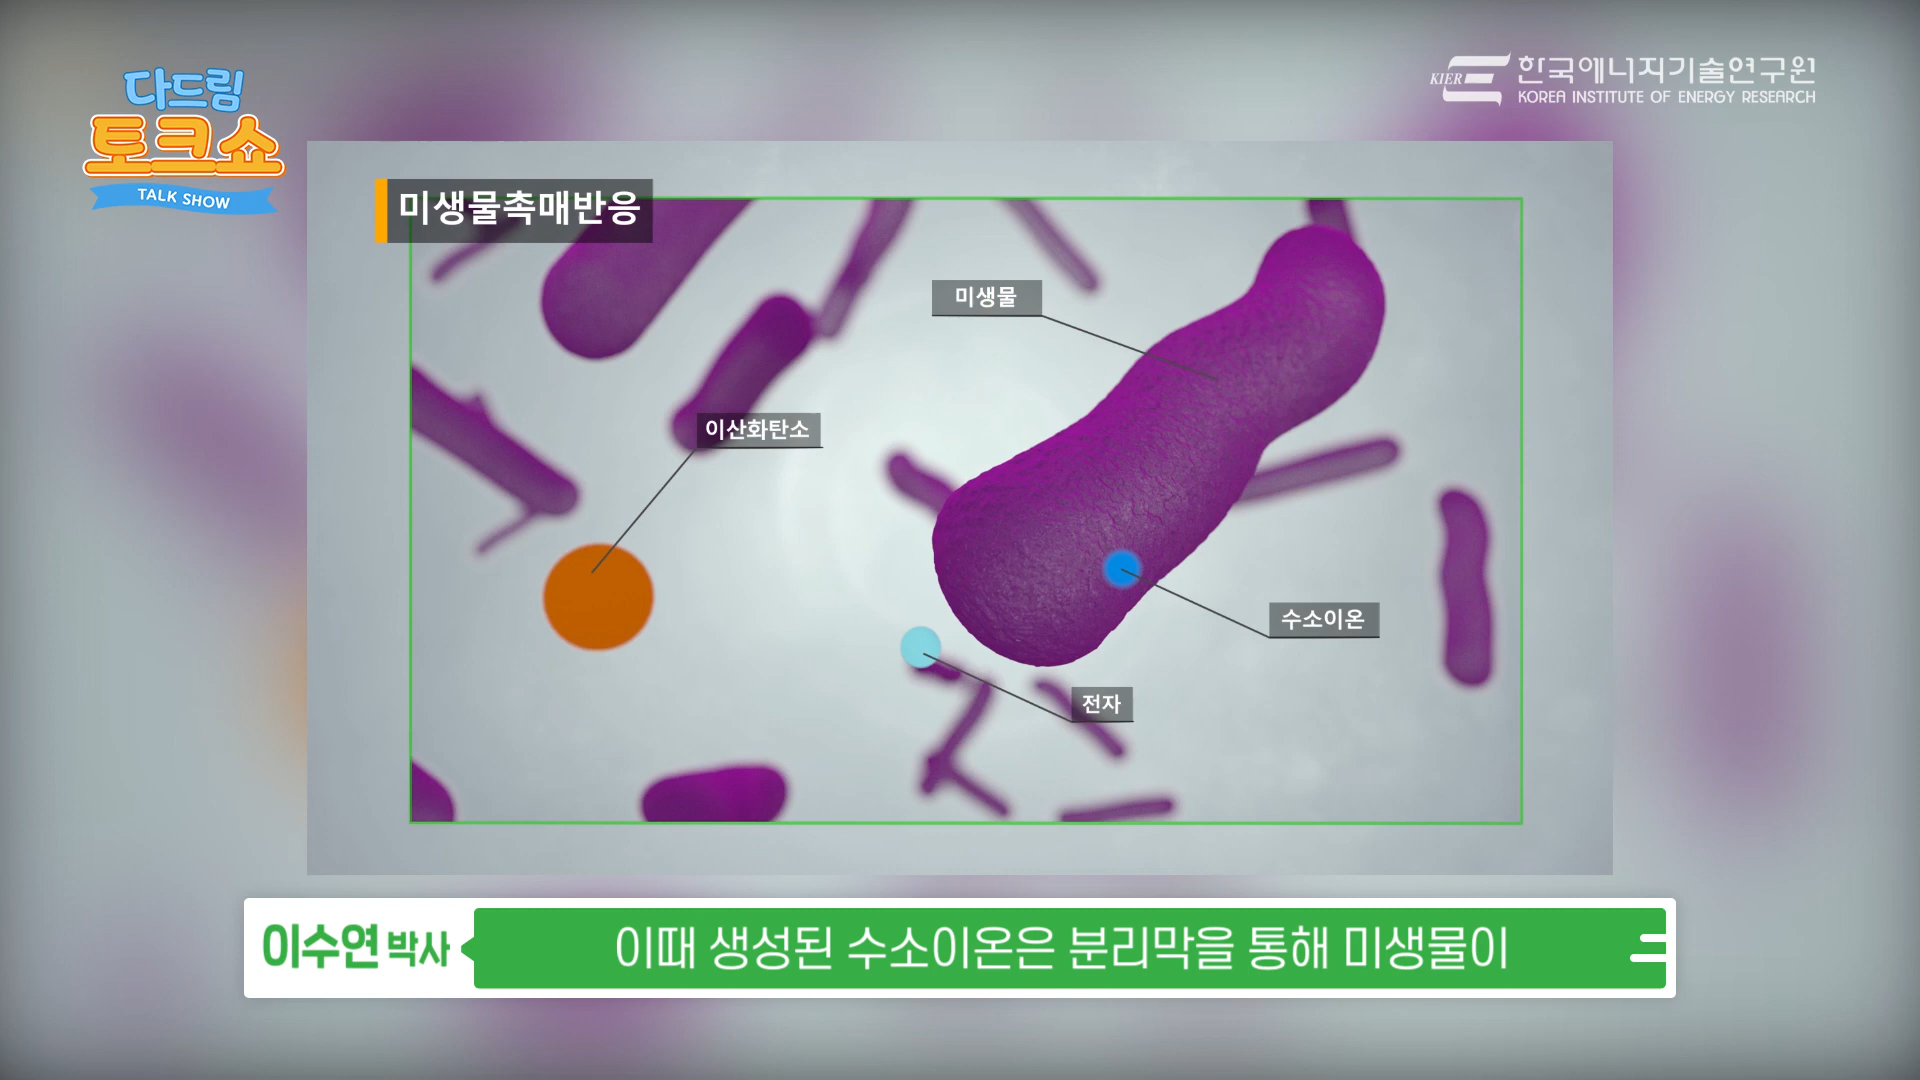 다드림
토크쇼
TALK SHOW
KIER
한국에너지기술연구원
KOREA INSTITUTE OF ENERGY RESEARCH
미생물촉매반응
미생물
이산화탄소
수소이온
전자
이수연 박사
이때 생성된 수소이온은 분리막을 통해 미생물이